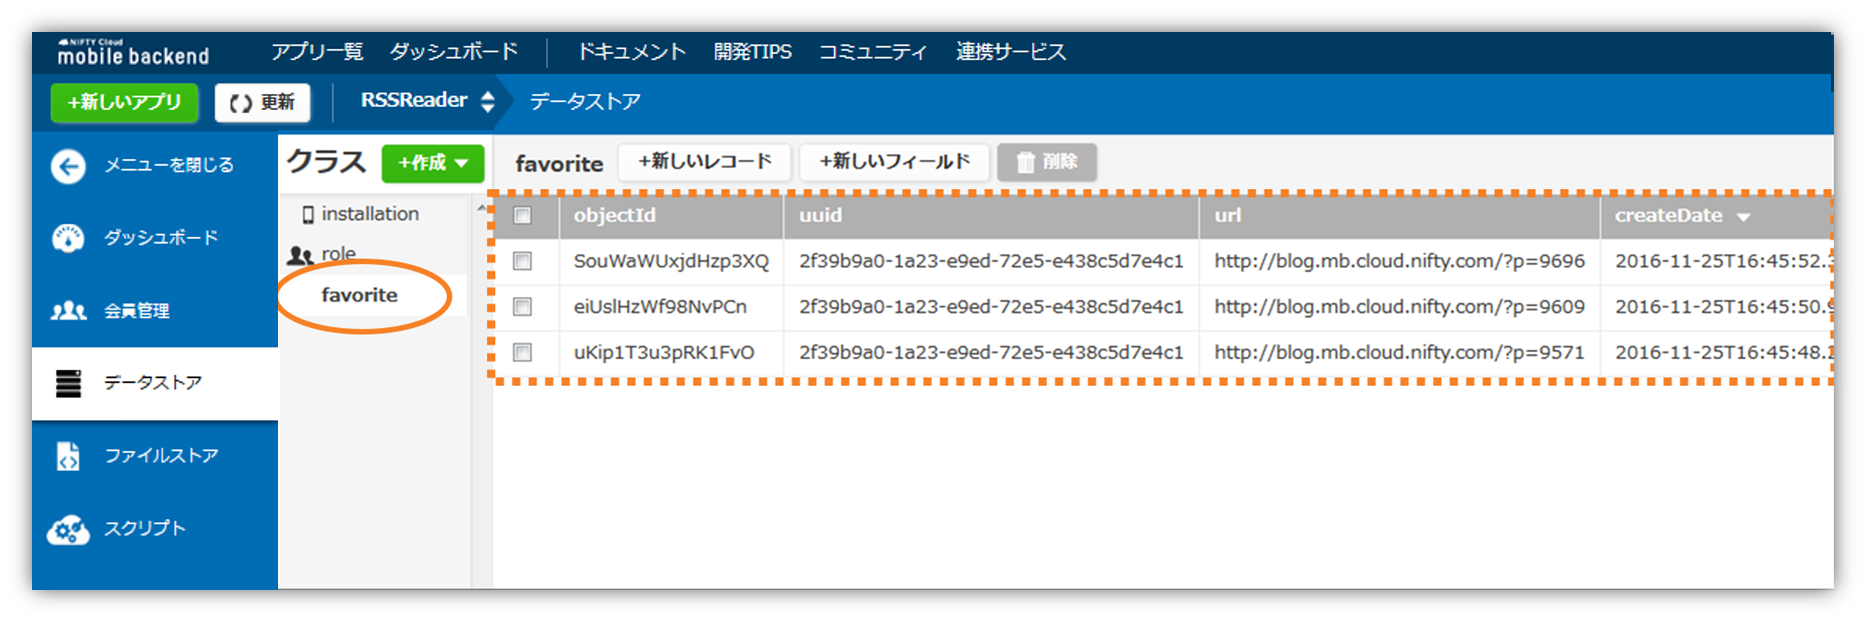 NIFTY Cloud
mobile backend アプリ一覧 ダッシュボード ドキュメント 開発TIPS コミュニティ 連携サービス
+新しいアプリ 更新 RSSReader データストア
メニューを閉じる
ダッシュボード
会員管理
データストア
ファイルストア
スクリプト
クラス +作成
installation
role
favorite
favorite +新しいレコード +新しいフィールド 削除
objectId uuid url createDate
SouWaWUxjdHzp3XQ 2f39b9a0-1a23-e9ed-72e5-e438c5d7e4c1 http://blog.mb.cloud.nifty.com/?p=9696 2016-11-25T16:45:52.
eiUslHzWf98NvPCn 2f39b9a0-1a23-e9ed-72e5-e438c5d7e4c1 http://blog.mb.cloud.nifty.com/?p=9609 2016-11-25T16:45:50.
uKip1T3u3pRK1FvO 2f39b9a0-1a23-e9ed-72e5-e438c5d7e4c1 http://blog.mb.cloud.nifty.com/?p=9571 2016-11-25T16:45:48.